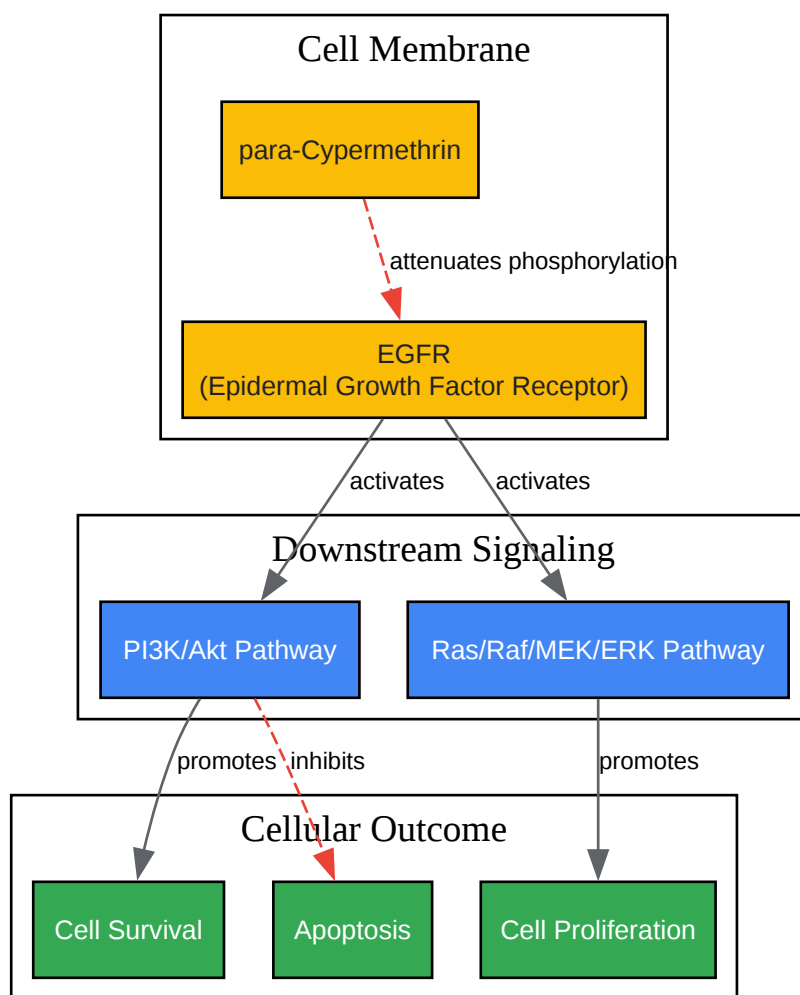 Cell Membrane
para-Cypermethrin
attenuates phosphorylation
EGFR
(Epidermal Growth Factor Receptor)
activates
activates
Downstream Signaling
PI3K/Akt Pathway
Ras/Raf/MEK/ERK Pathway
promotes
inhibits
promotes
Cellular Outcome
Cell Survival
Apoptosis
Cell Proliferation